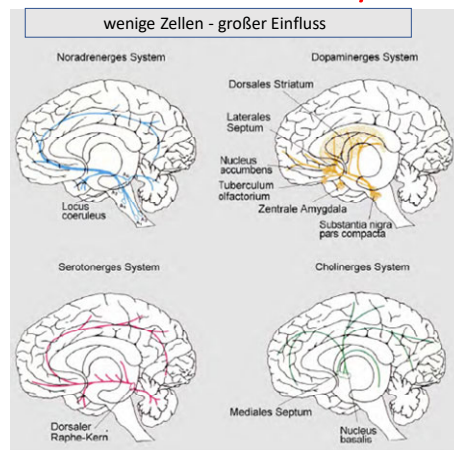 wenige Zellen - großer Einfluss
Noradrenerges System
Locus
coeruleus
Dopaminerges System
Dorsales Striatum
Laterales
Septum
Nucleus
accumbens
Tuberculum
olfactorium
Zentrale Amygdala
Substantia nigra
pars compacta
Serotonerges System
Dorsaler
Raphe-Kern
Cholinerges System
Mediales Septum
Nucleus
basalis